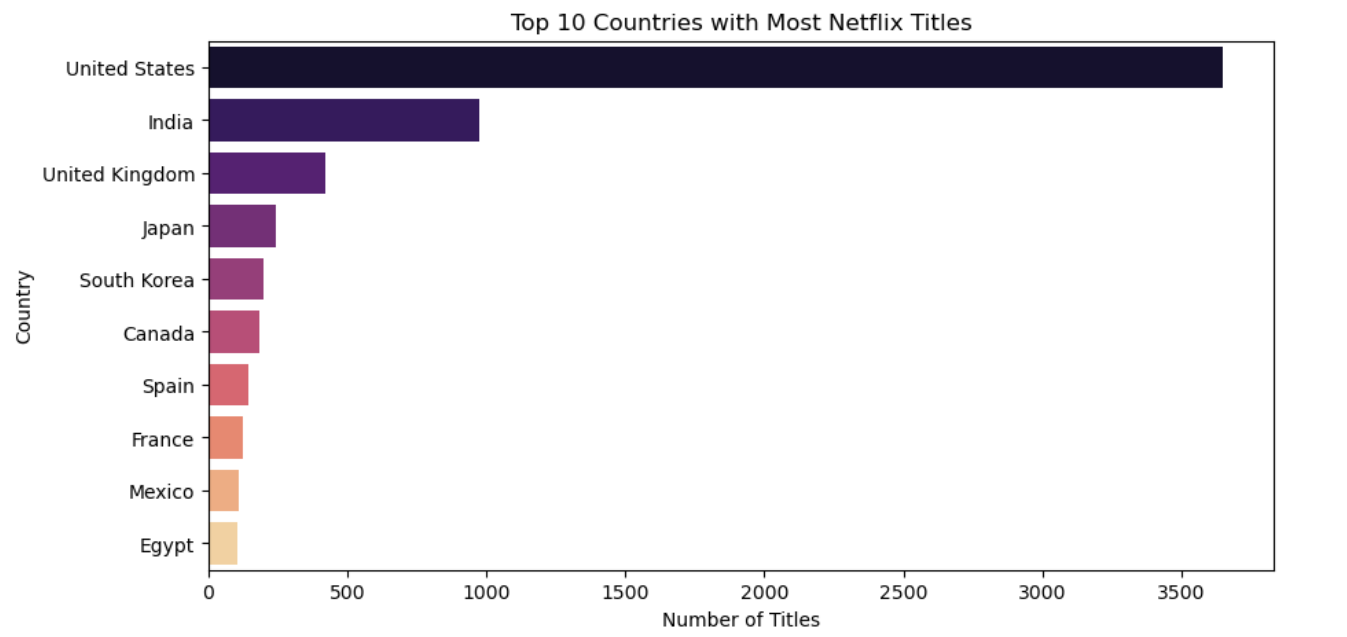 Top 10 Countries with Most Netflix Titles
United States
India
United Kingdom
Japan
South Korea
Canada
Spain
France
Mexico
Egypt
Country
0 500 1000 1500 2000 2500 3000 3500
Number of Titles